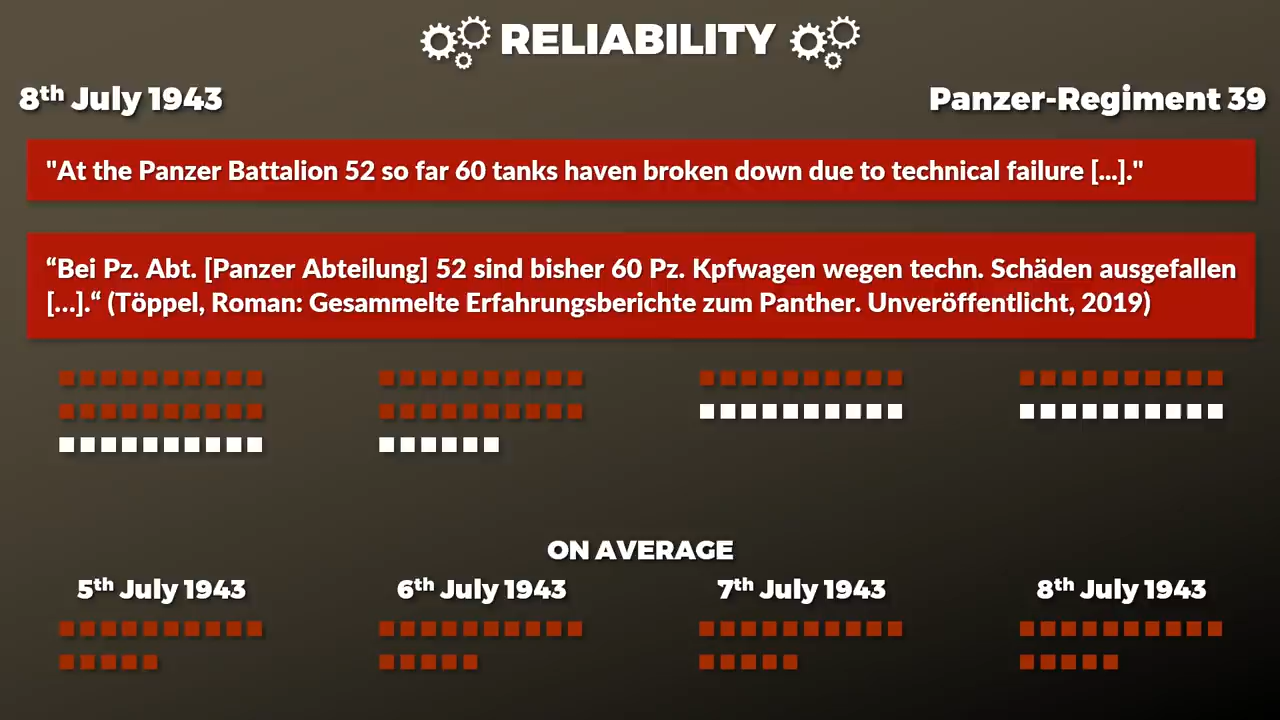 RELIABILITY
8th July 1943
Panzer-Regiment 39
"At the Panzer Battalion 52 so far 60 tanks haven broken down due to technical failure [...]."
“Bei Pz. Abt. [Panzer Abteilung] 52 sind bisher 60 Pz. Kpfwagen wegen techn. Schäden ausgefallen
[...].“ (Töppel, Roman: Gesammelte Erfahrungsberichte zum Panther. Unveröffentlicht, 2019)
ON AVERAGE
5th July 1943
6th July 1943
7th July 1943
8th July 1943